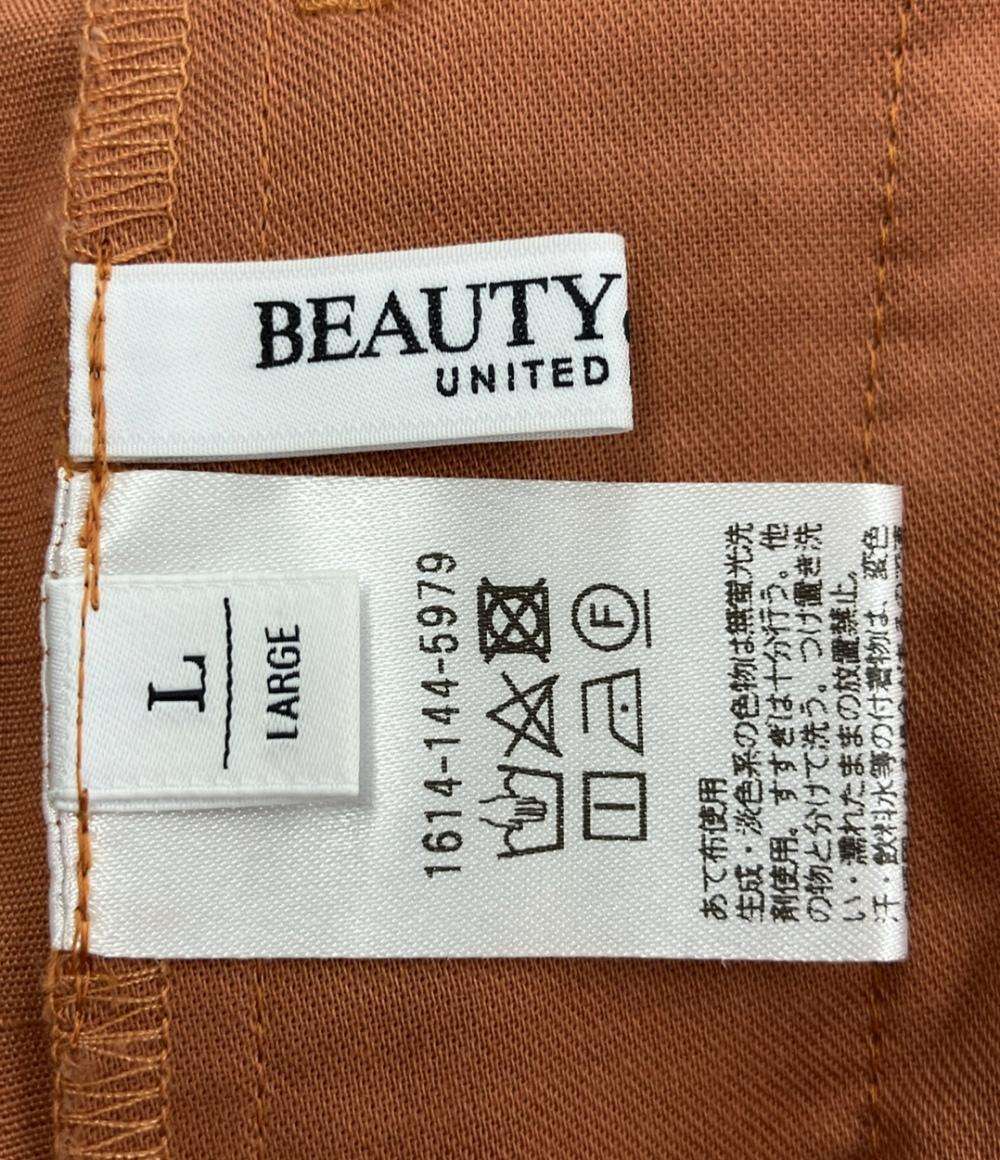 BEAUTY
UNITED
L
LARGE
1614-144-5979
F
あて布使用
生成・淡色系の色物は無蛍光洗
剤使用。すすぎは十分行う。他
の物と分けて洗う。つけ置き洗
い・濡れたままの放置禁止。
汗・飲料水等の付着物は、変色